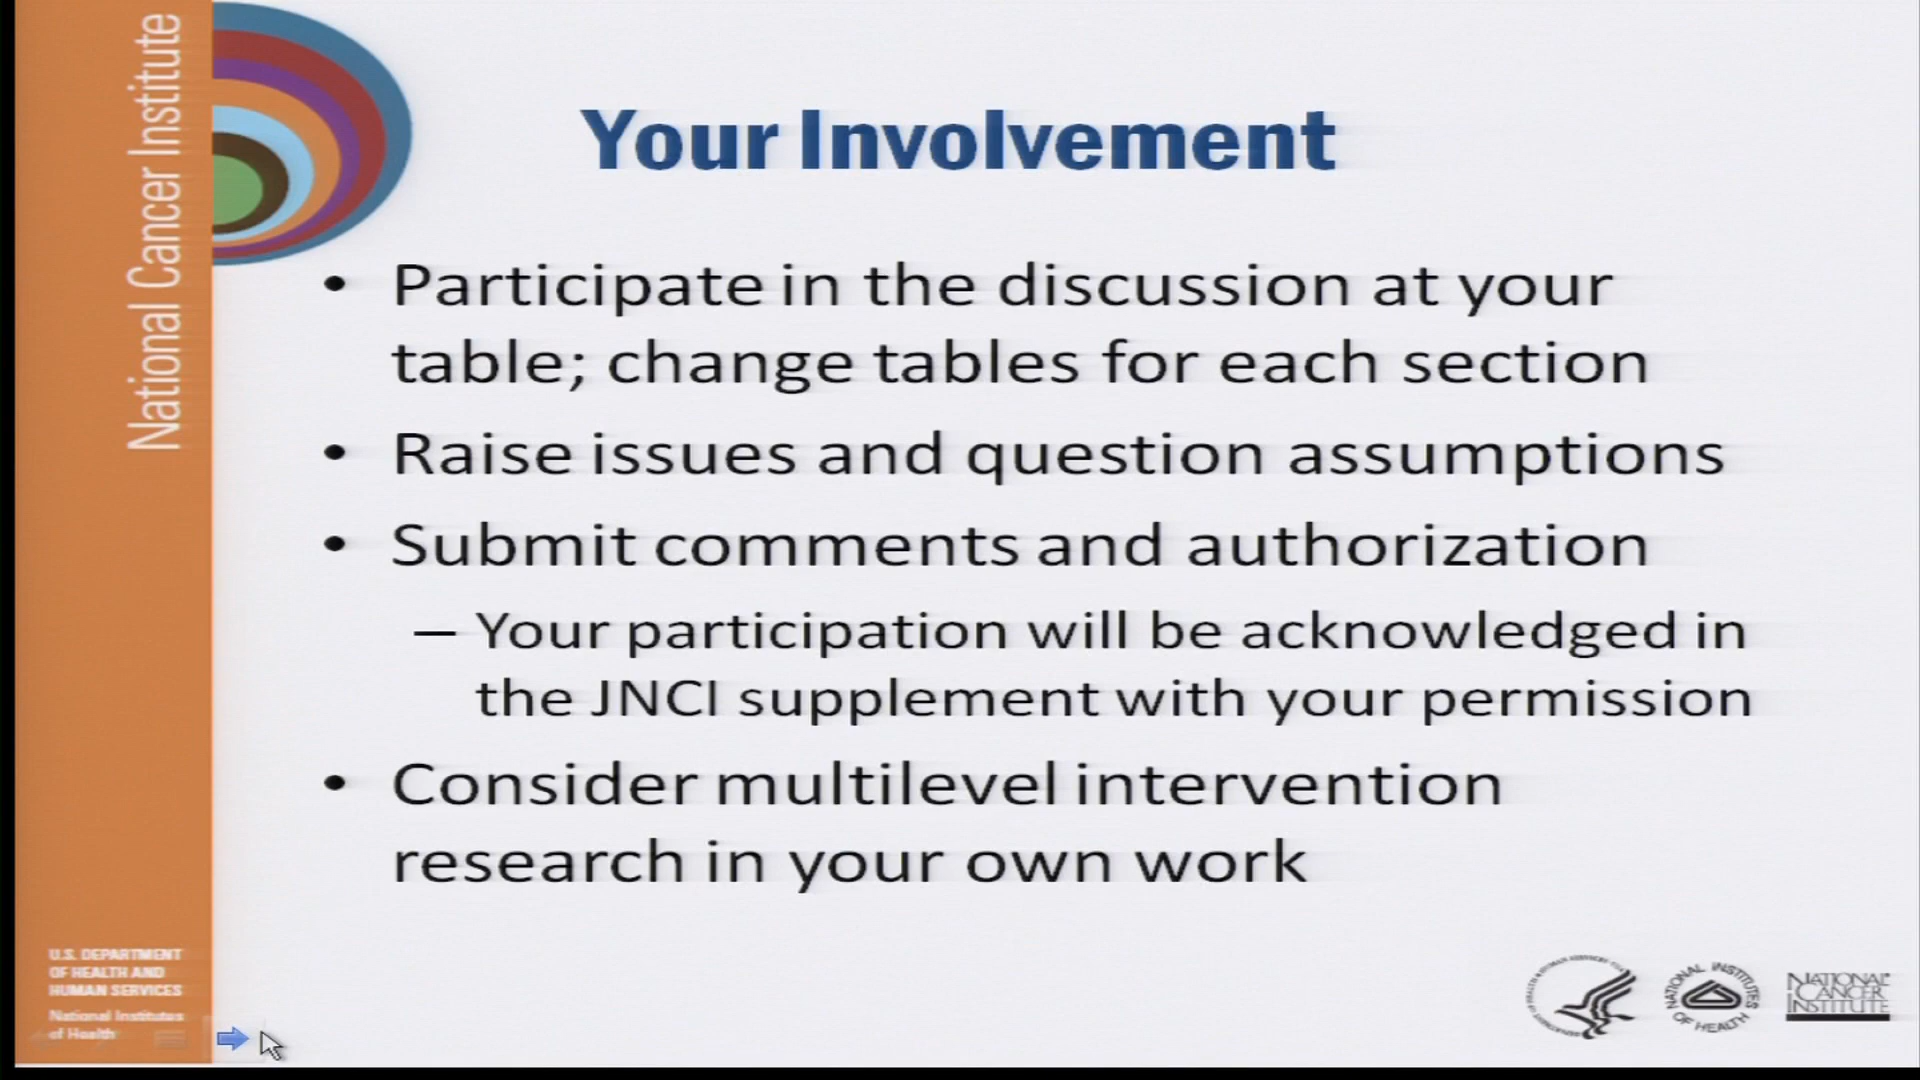 National Cancer Institute
Your Involvement
• Participate in the discussion at your
table; change tables for each section
• Raise issues and question assumptions
• Submit comments and authorization
– Your participation will be acknowledged in
the JNCI supplement with your permission
• Consider multilevel intervention
research in your own work
U.S. DEPARTMENT
OF HEALTH AND
HUMAN SERVICES
National Institutes
of Health
NATIONAL INSTITUTES
OF HEALTH
NATIONAL
CANCER
INSTITUTE